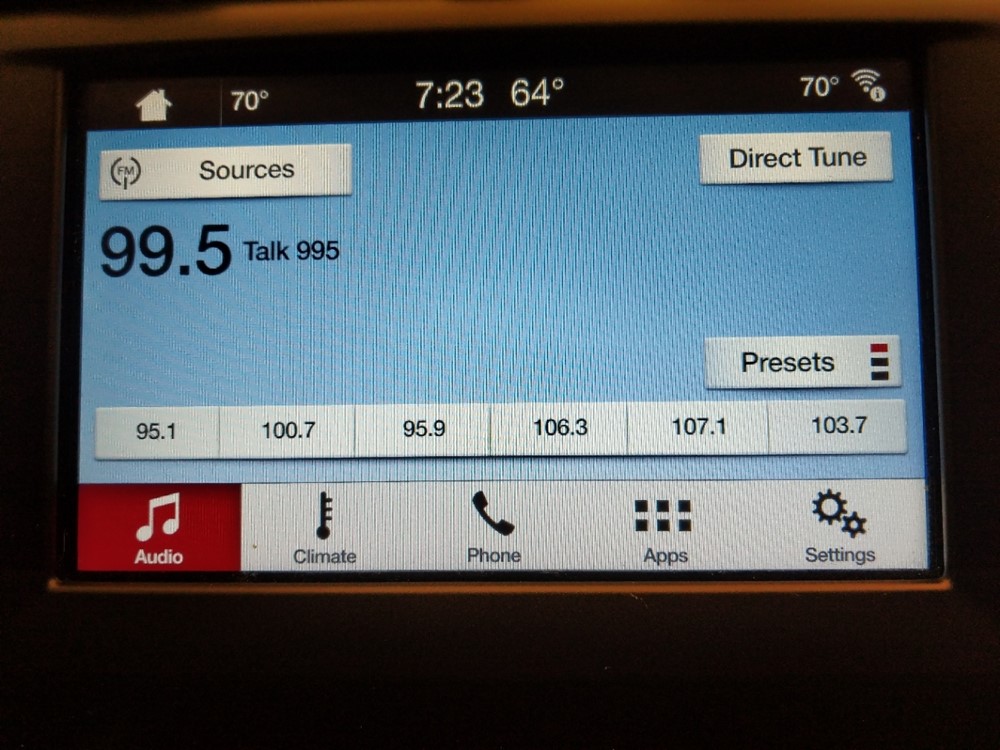 70° 7:23 64° 70°
FM Sources Direct Tune
99.5 Talk 995
Presets
95.1 100.7 95.9 106.3 107.1 103.7
Audio Climate Phone Apps Settings